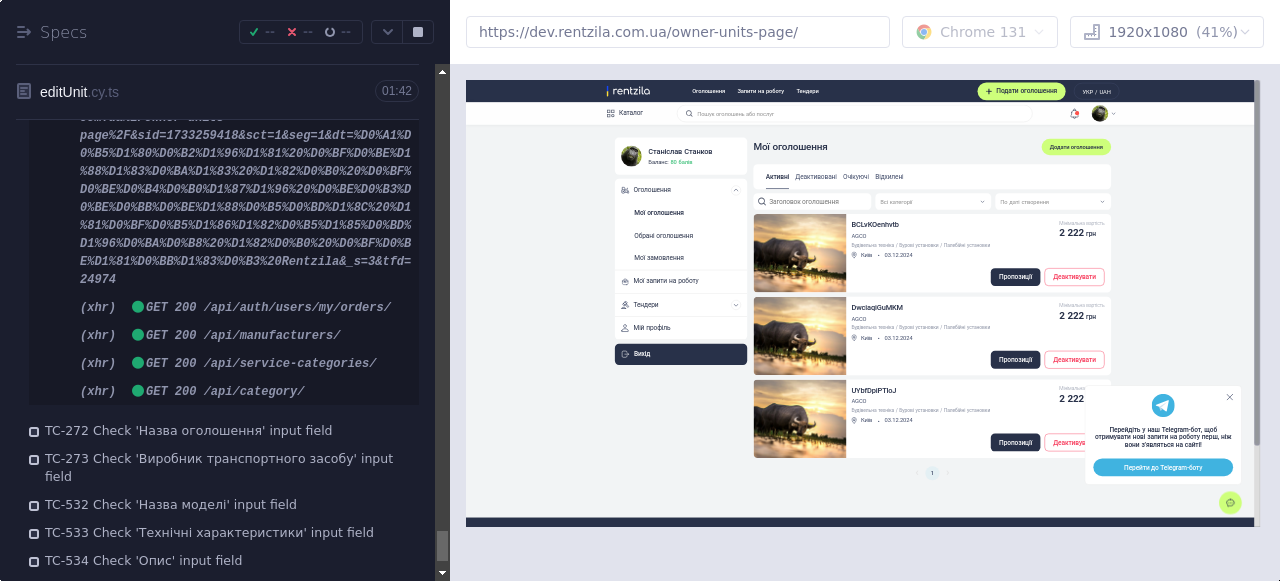 Specs
-- -- --
https://dev.rentzila.com.ua/owner-units-page/
Chrome 131
1920x1080 (41%)
editUnit.cy.ts
01:42
page%2F&sid=1733259418&sct=1&seg=1&dt=%D0%A1%D
0%B5%D1%80%D0%B2%D1%96%D1%81%20%D0%BF%D0%BE%D1
%88%D1%83%D0%BA%D1%83%20%D1%82%D0%B0%20%D0%BF%
D0%BE%D0%B4%D0%B0%D1%87%D1%96%20%D0%BE%D0%B3%D
0%BE%D0%BB%D0%BE%D1%88%D0%B5%D0%BD%D1%8C%20%D1
%81%D0%BF%D0%B5%D1%86%D1%82%D0%B5%D1%85%D0%BD%
D1%96%D0%BA%D0%B8%20%D1%82%D0%B0%20%D0%BF%D0%B
E%D1%81%D0%BB%D1%83%D0%B3%20Rentzila&_s=3&tfd=
24974
(xhr) GET 200 /api/auth/users/my/orders/
(xhr) GET 200 /api/manufacturers/
(xhr) GET 200 /api/service-categories/
(xhr) GET 200 /api/category/
TC-272 Check 'Назва оголошення' input field
TC-273 Check 'Виробник транспортного засобу' input
field
TC-532 Check 'Назва моделі' input field
TC-533 Check 'Технічні характеристики' input field
TC-534 Check 'Опис' input field
rentzila
Оголошення
Запити на роботу
Тендери
Подати оголошення
УКР / UAH
Каталог
Пошук оголошень або послуг
Станіслав Станков
Баланс: 80 балів
Оголошення
Мої оголошення
Обрані оголошення
Мої замовлення
Мої запити на роботу
Тендери
Мій профіль
Вихід
Мої оголошення
Додати оголошення
Активні
Деактивовані
Очікуючі
Відхилені
Заголовок оголошення
Всі категорії
По даті створення
BCLvKOenhvtb
Мінімальна вартість
2 222 грн
AGCO
Будівельна техніка / Бурові установки / Палебійні установки
Київ • 03.12.2024
Пропозиції
Деактивувати
DwciaqlGuMKM
Мінімальна вартість
2 222 грн
AGCO
Будівельна техніка / Бурові установки / Палебійні установки
Київ • 03.12.2024
Пропозиції
Деактивувати
UYbfDpiPTIoJ
2 222
AGCO
Будівельна техніка / Бурові установки / Палебійні установки
Київ • 03.12.2024
Пропозиції
1
Перейдіть у наш Telegram-бот, щоб
отримувати нові запити на роботу перш, ніж
вони з'являться на сайті!
Перейти до Telegram-боту